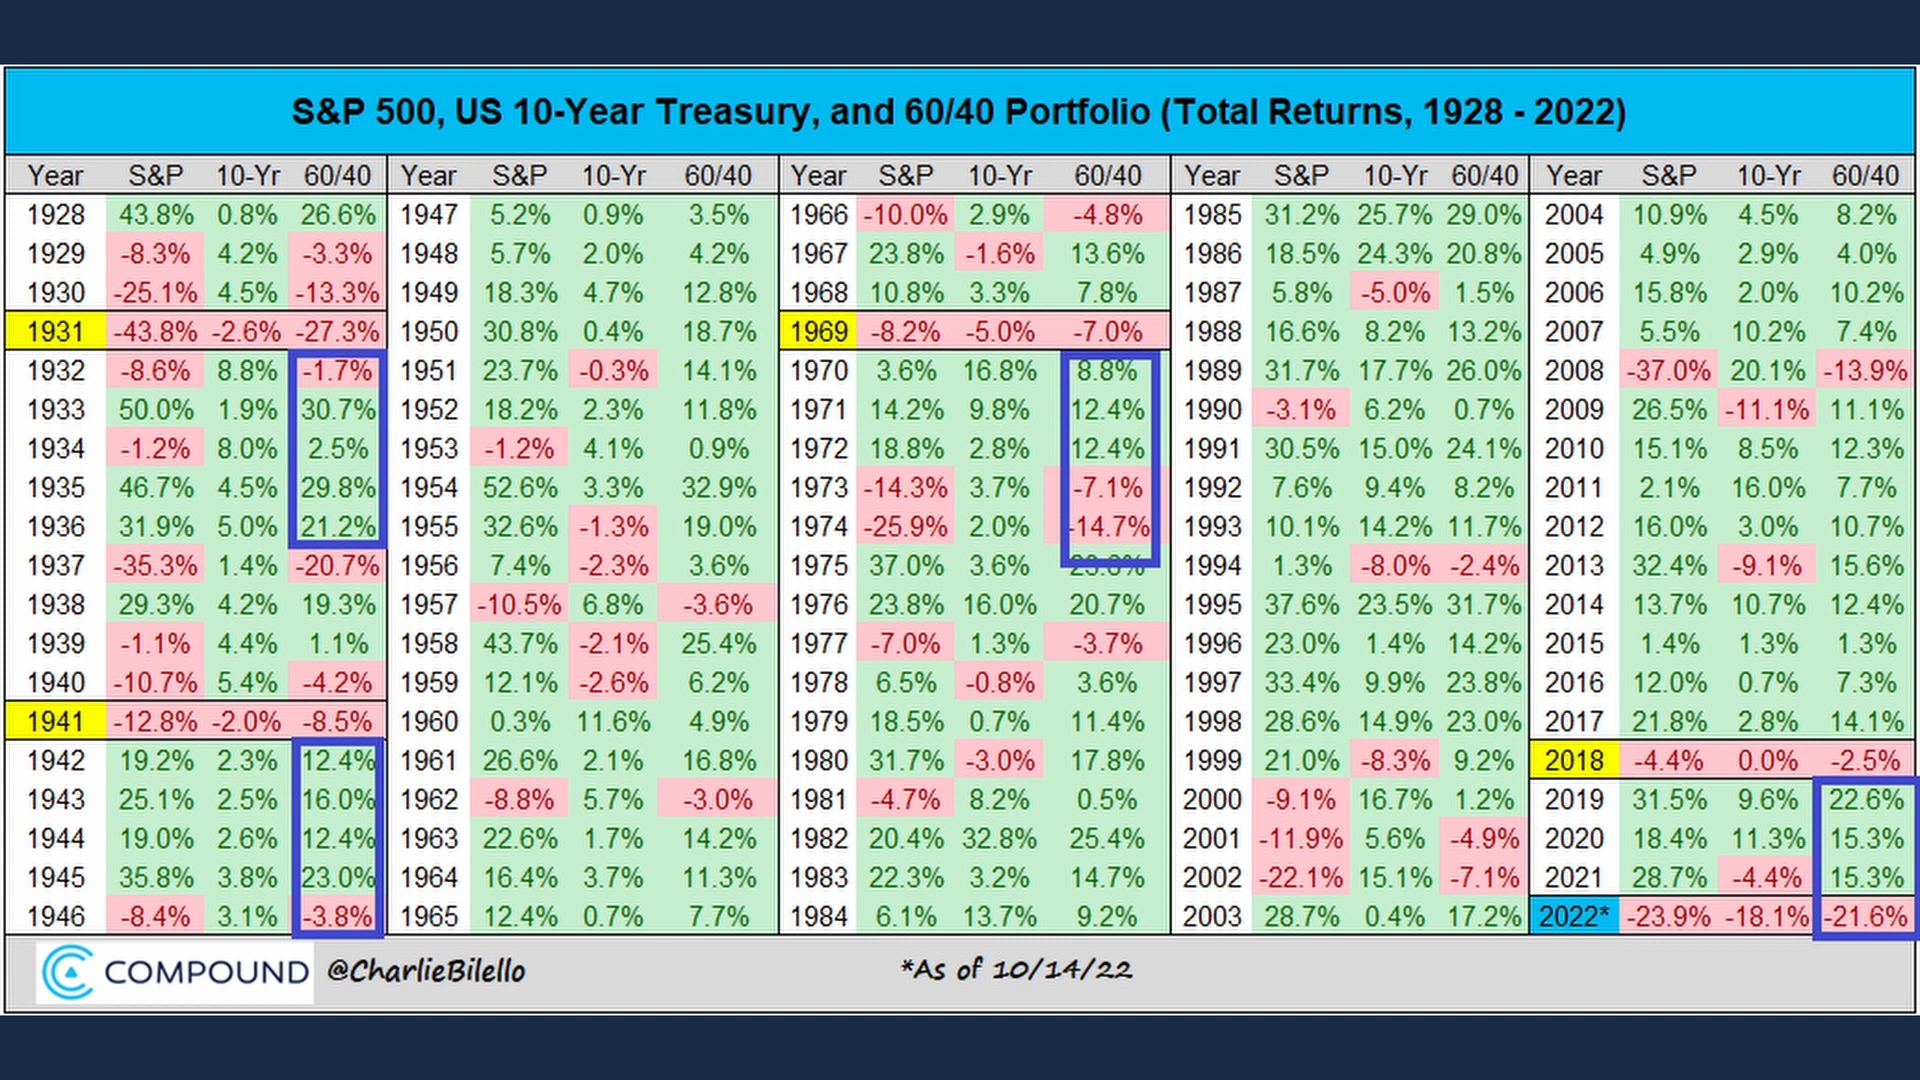 S&P 500, US 10-Year Treasury, and 60/40 Portfolio (Total Returns, 1928 - 2022)
Year S&P 10-Yr 60/40 Year S&P 10-Yr 60/40 Year S&P 10-Yr 60/40 Year S&P 10-Yr 60/40 Year S&P 10-Yr 60/40
1928 43.8% 0.8% 26.6% 1947 5.2% 0.9% 3.5% 1966 -10.0% 2.9% -4.8% 1985 31.2% 25.7% 29.0% 2004 10.9% 4.5% 8.2%
1929 -8.3% 4.2% -3.3% 1948 5.7% 2.0% 4.2% 1967 23.8% -1.6% 13.6% 1986 18.5% 24.3% 20.8% 2005 4.9% 2.9% 4.0%
1930 -25.1% 4.5% -13.3% 1949 18.3% 4.7% 12.8% 1968 10.8% 3.3% 7.8% 1987 5.8% -5.0% 1.5% 2006 15.8% 2.0% 10.2%
1931 -43.8% -2.6% -27.3% 1950 30.8% 0.4% 18.7% 1969 -8.2% -5.0% -7.0% 1988 16.6% 8.2% 13.2% 2007 5.5% 10.2% 7.4%
1932 -8.6% 8.8% -1.7% 1951 23.7% -0.3% 14.1% 1970 3.6% 16.8% 8.8% 1989 31.7% 17.7% 26.0% 2008 -37.0% 20.1% -13.9%
1933 50.0% 1.9% 30.7% 1952 18.2% 2.3% 11.8% 1971 14.2% 9.8% 12.4% 1990 -3.1% 6.2% 0.7% 2009 26.5% -11.1% 11.1%
1934 -1.2% 8.0% 2.5% 1953 -1.2% 4.1% 0.9% 1972 18.8% 2.8% 12.4% 1991 30.5% 15.0% 24.1% 2010 15.1% 8.5% 12.3%
1935 46.7% 4.5% 29.8% 1954 52.6% 3.3% 32.9% 1973 -14.3% 3.7% -7.1% 1992 7.6% 9.4% 8.2% 2011 2.1% 16.0% 7.7%
1936 31.9% 5.0% 21.2% 1955 32.6% -1.3% 19.0% 1974 -25.9% 2.0% -14.7% 1993 10.1% 14.2% 11.7% 2012 16.0% 3.0% 10.7%
1937 -35.3% 1.4% -20.7% 1956 7.4% -2.3% 3.6% 1975 37.0% 3.6% 1994 1.3% -8.0% -2.4% 2013 32.4% -9.1% 15.6%
1938 29.3% 4.2% 19.3% 1957 -10.5% 6.8% -3.6% 1976 23.8% 16.0% 20.7% 1995 37.6% 23.5% 31.7% 2014 13.7% 10.7% 12.4%
1939 -1.1% 4.4% 1.1% 1958 43.7% -2.1% 25.4% 1977 -7.0% 1.3% -3.7% 1996 23.0% 1.4% 14.2% 2015 1.4% 1.3% 1.3%
1940 -10.7% 5.4% -4.2% 1959 12.1% -2.6% 6.2% 1978 6.5% -0.8% 3.6% 1997 33.4% 9.9% 23.8% 2016 12.0% 0.7% 7.3%
1941 -12.8% -2.0% -8.5% 1960 0.3% 11.6% 4.9% 1979 18.5% 0.7% 11.4% 1998 28.6% 14.9% 23.0% 2017 21.8% 2.8% 14.1%
1942 19.2% 2.3% 12.4% 1961 26.6% 2.1% 16.8% 1980 31.7% -3.0% 17.8% 1999 21.0% -8.3% 9.2% 2018 -4.4% 0.0% -2.5%
1943 25.1% 2.5% 16.0% 1962 -8.8% 5.7% -3.0% 1981 -4.7% 8.2% 0.5% 2000 -9.1% 16.7% 1.2% 2019 31.5% 9.6% 22.6%
1944 19.0% 2.6% 12.4% 1963 22.6% 1.7% 14.2% 1982 20.4% 32.8% 25.4% 2001 -11.9% 5.6% -4.9% 2020 18.4% 11.3% 15.3%
1945 35.8% 3.8% 23.0% 1964 16.4% 3.7% 11.3% 1983 22.3% 3.2% 14.7% 2002 -22.1% 15.1% -7.1% 2021 28.7% -4.4% 15.3%
1946 -8.4% 3.1% -3.8% 1965 12.4% 0.7% 7.7% 1984 6.1% 13.7% 9.2% 2003 28.7% 0.4% 17.2% 2022* -23.9% -18.1% -21.6%
COMPOUND @CharlieBilello *As of 10/14/22